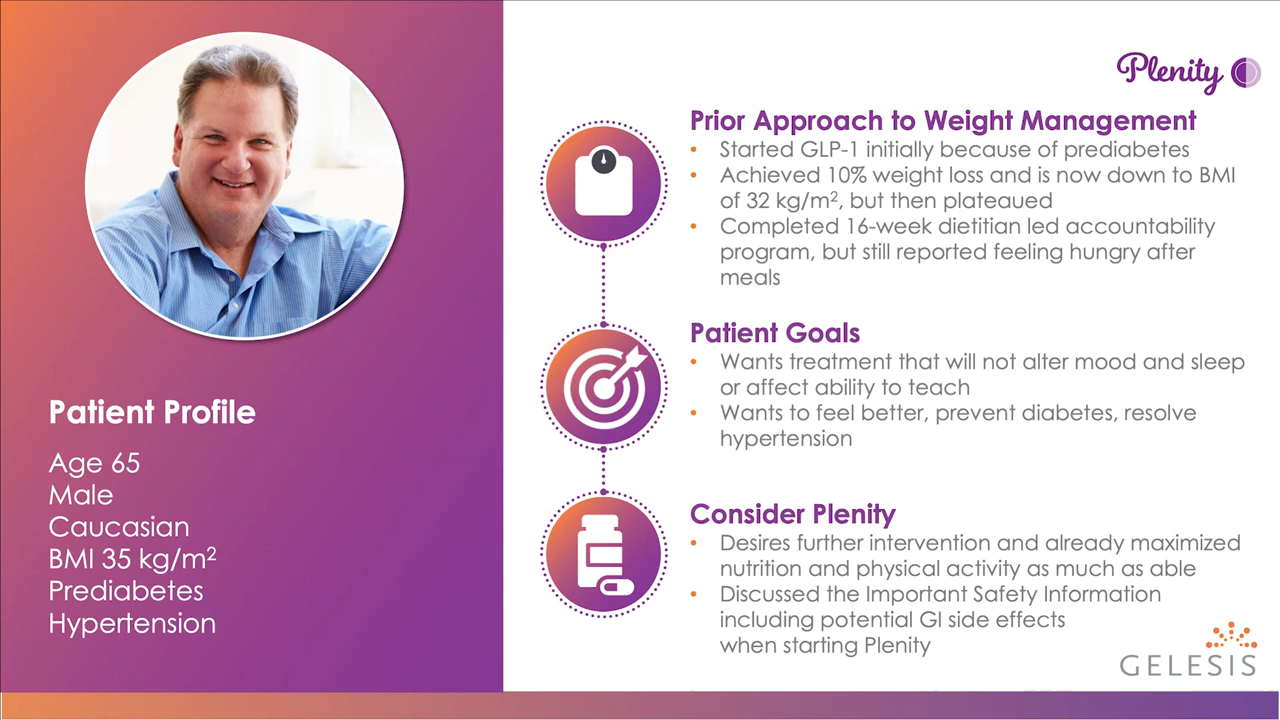 Plenity
Prior Approach to Weight Management
• Started GLP-1 initially because of prediabetes
• Achieved 10% weight loss and is now down to BMI
of 32 kg/m², but then plateaued
• Completed 16-week dietitian led accountability
program, but still reported feeling hungry after
meals
Patient Goals
• Wants treatment that will not alter mood and sleep
or affect ability to teach
• Wants to feel better, prevent diabetes, resolve
hypertension
Consider Plenity
• Desires further intervention and already maximized
nutrition and physical activity as much as able
• Discussed the Important Safety Information
including potential GI side effects
when starting Plenity
Patient Profile
Age 65
Male
Caucasian
BMI 35 kg/m²
Prediabetes
Hypertension
GELESIS